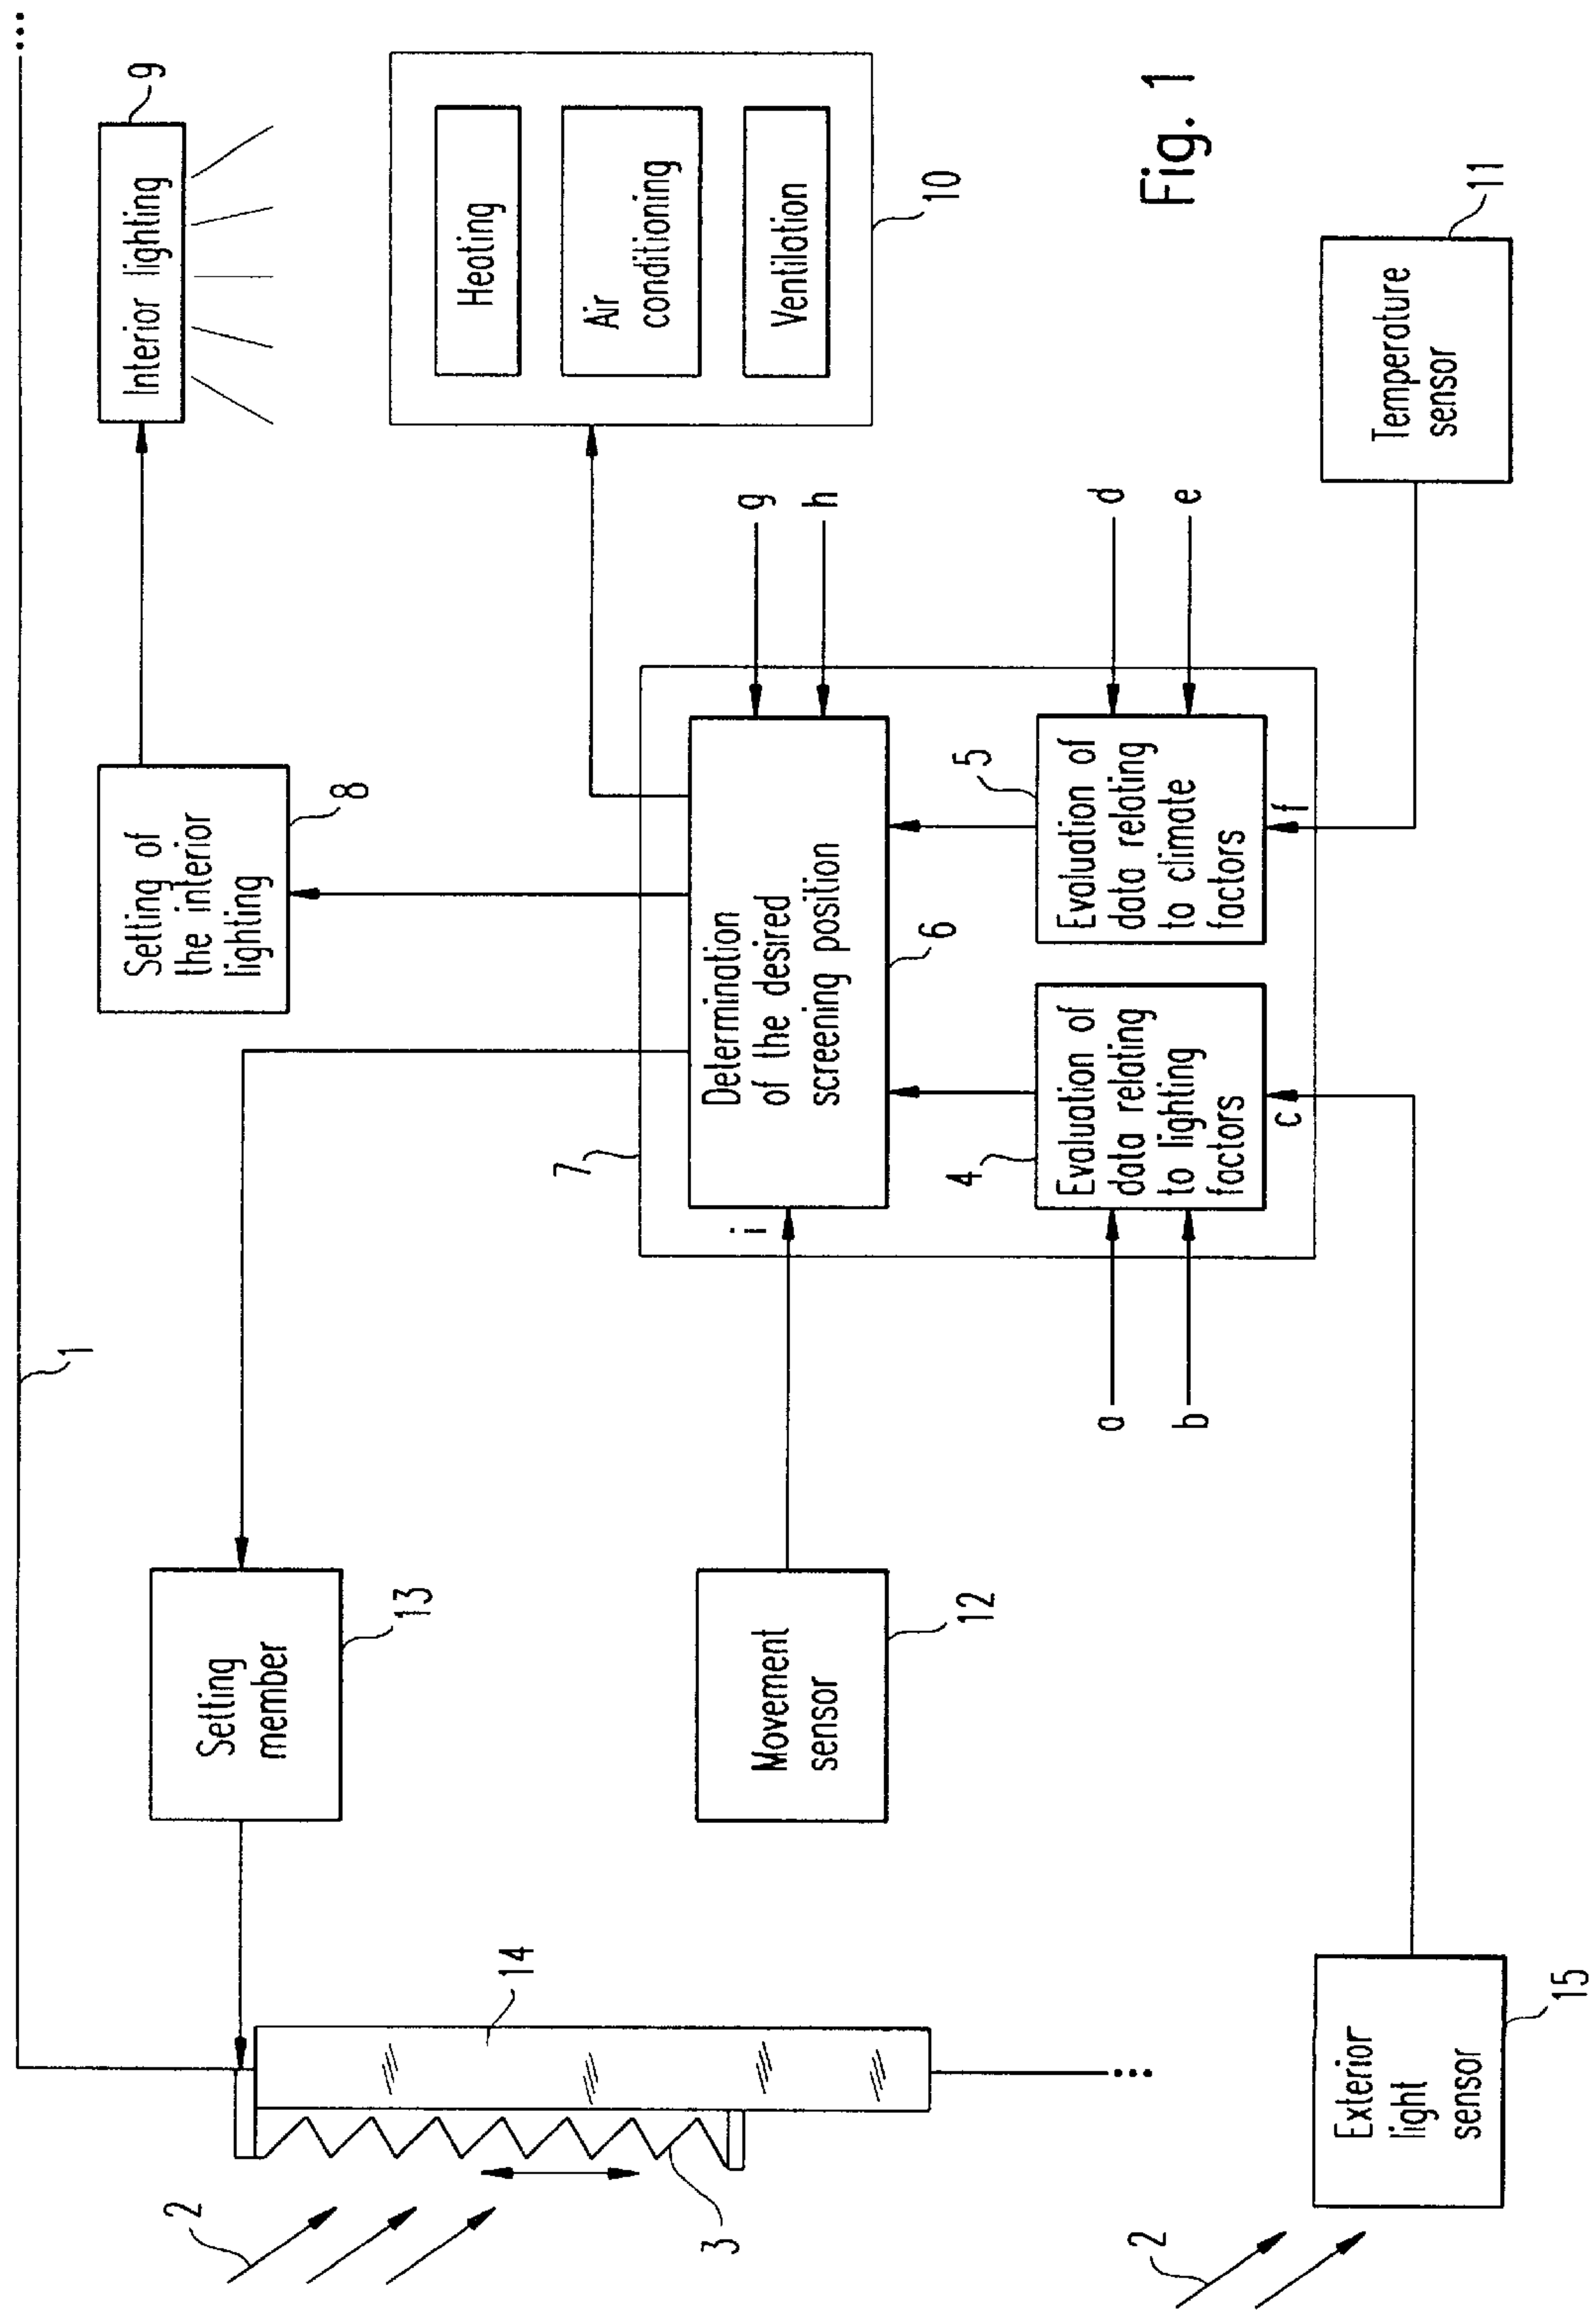 1
...
Setting of
the interior
lighting
8
Interior lighting
9
Setting
member
13
Heating
Air
conditioning
Ventilation
10
2
14
3
7
Determination
of the desired
screening position
6
i
g
h
Movement
sensor
12
4
Evaluation of
data relating
to lighting
factors
5
Evaluation of
data relating
to climate
factors
a
b
c
d
e
f
...
Fig. 1
2
Exterior
light
sensor
15
Temperature
sensor
11